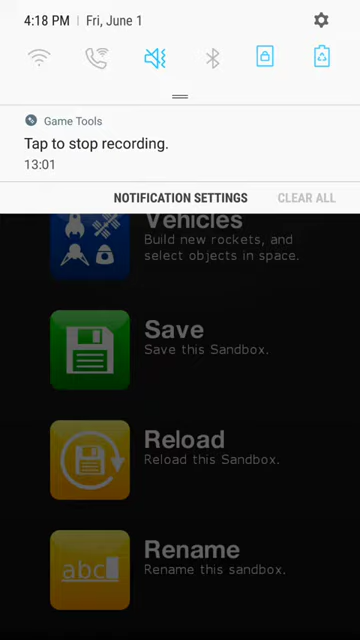 4:18 PM | Fri, June 1
Game Tools
Tap to stop recording.
13:01
NOTIFICATION SETTINGS CLEAR ALL
Vehicles
Build new rockets, and
select objects in space.
Save
Save this Sandbox.
Reload
Reload this Sandbox.
abc
Rename
Rename this sandbox.